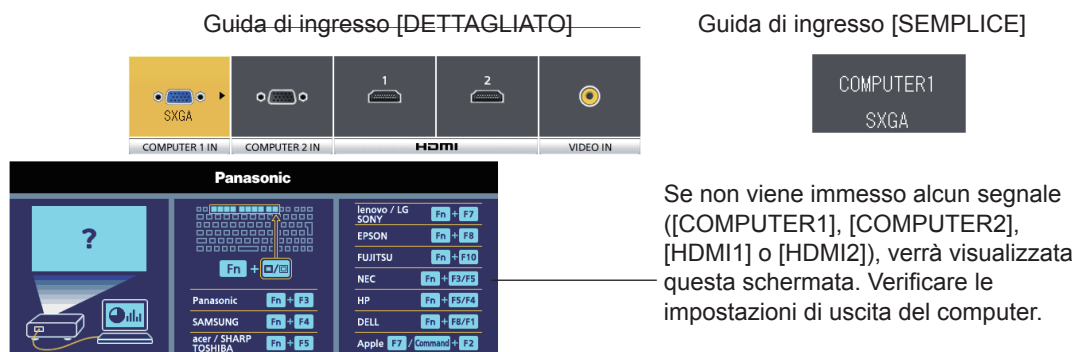 Guida di ingresso [DETTAGLIATO]
Guida di ingresso [SEMPLICE]
SXGA
1
2
COMPUTER 1 IN
COMPUTER 2 IN
HDMI
VIDEO IN
COMPUTER1
SXGA
Panasonic
?
Fn +
Panasonic Fn + F3
SAMSUNG Fn + F4
acer / SHARP
TOSHIBA Fn + F5
lenovo / LG
SONY Fn + F7
EPSON Fn + F8
FUJITSU Fn + F10
NEC Fn + F3/F5
HP Fn + F5/F4
DELL Fn + F8/F1
Apple F7 / Command + F2
Se non viene immesso alcun segnale
([COMPUTER1], [COMPUTER2],
[HDMI1] o [HDMI2]), verrà visualizzata
questa schermata. Verificare le
impostazioni di uscita del computer.